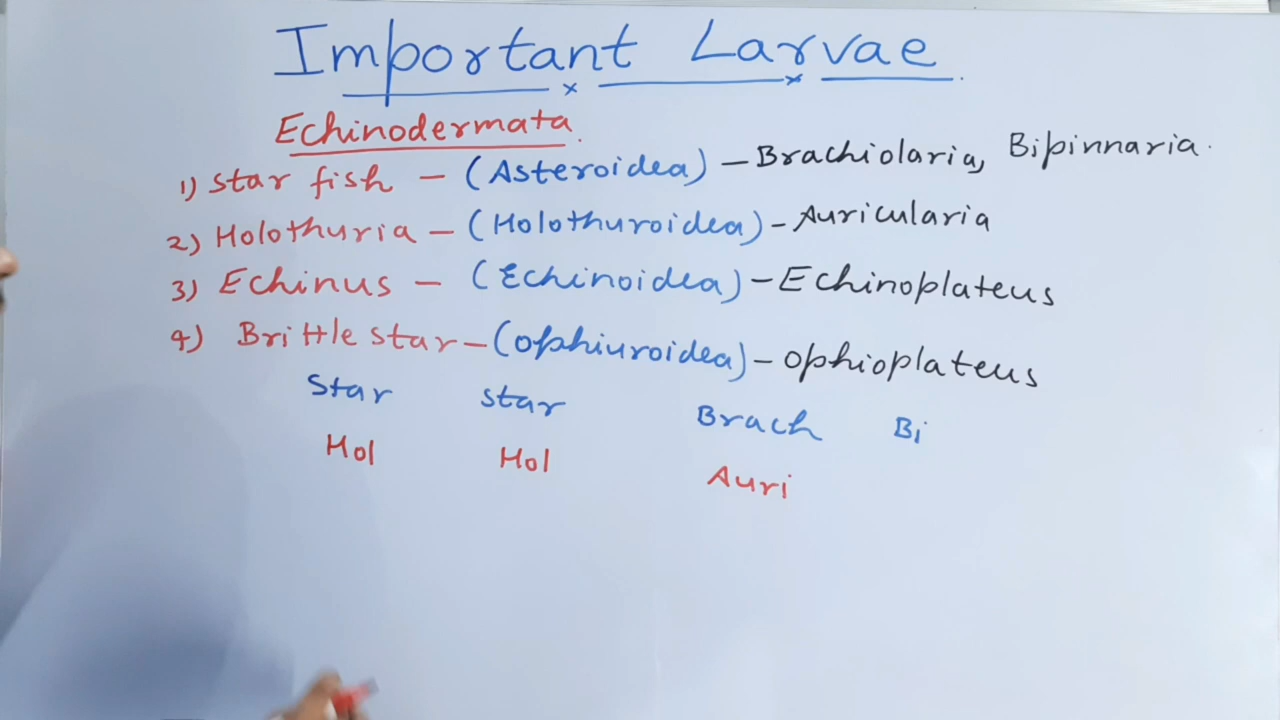 Important Larvae
Echinodermata.
1) Star fish – (Asteroidea) – Brachiolaria, Bipinnaria.
2) Holothuria – (Holothuroidea) – Auricularia
3) Echinus – (Echinoidea) – Echinoplateus
4) Brittle star – (ophiuroidea) – ophioplateus
Star star Brach Bi
Hol Hol Auri